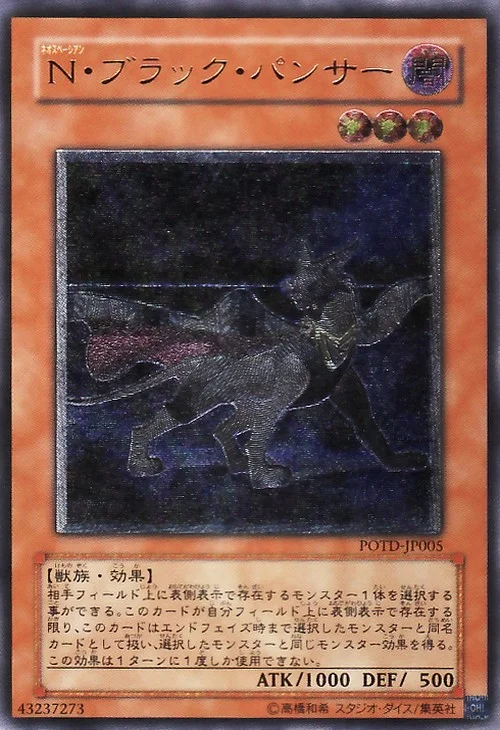 ネオスペーシアン
N・ブラック・パンサー
闇
POTD-JP005
【獣族・効果】
相手フィールド上に表側表示で存在するモンスター1体を選択する
事ができる。このカードが自分フィールド上に表側表示で存在する
限り、このカードはエンドフェイズ時まで選択したモンスターと同名
カードとして扱い、選択したモンスターと同じモンスター効果を得る。
この効果は1ターンに1度しか使用できない。
ATK/1000 DEF/ 500
43237273
©高橋和希 スタジオ・ダイス/集英社